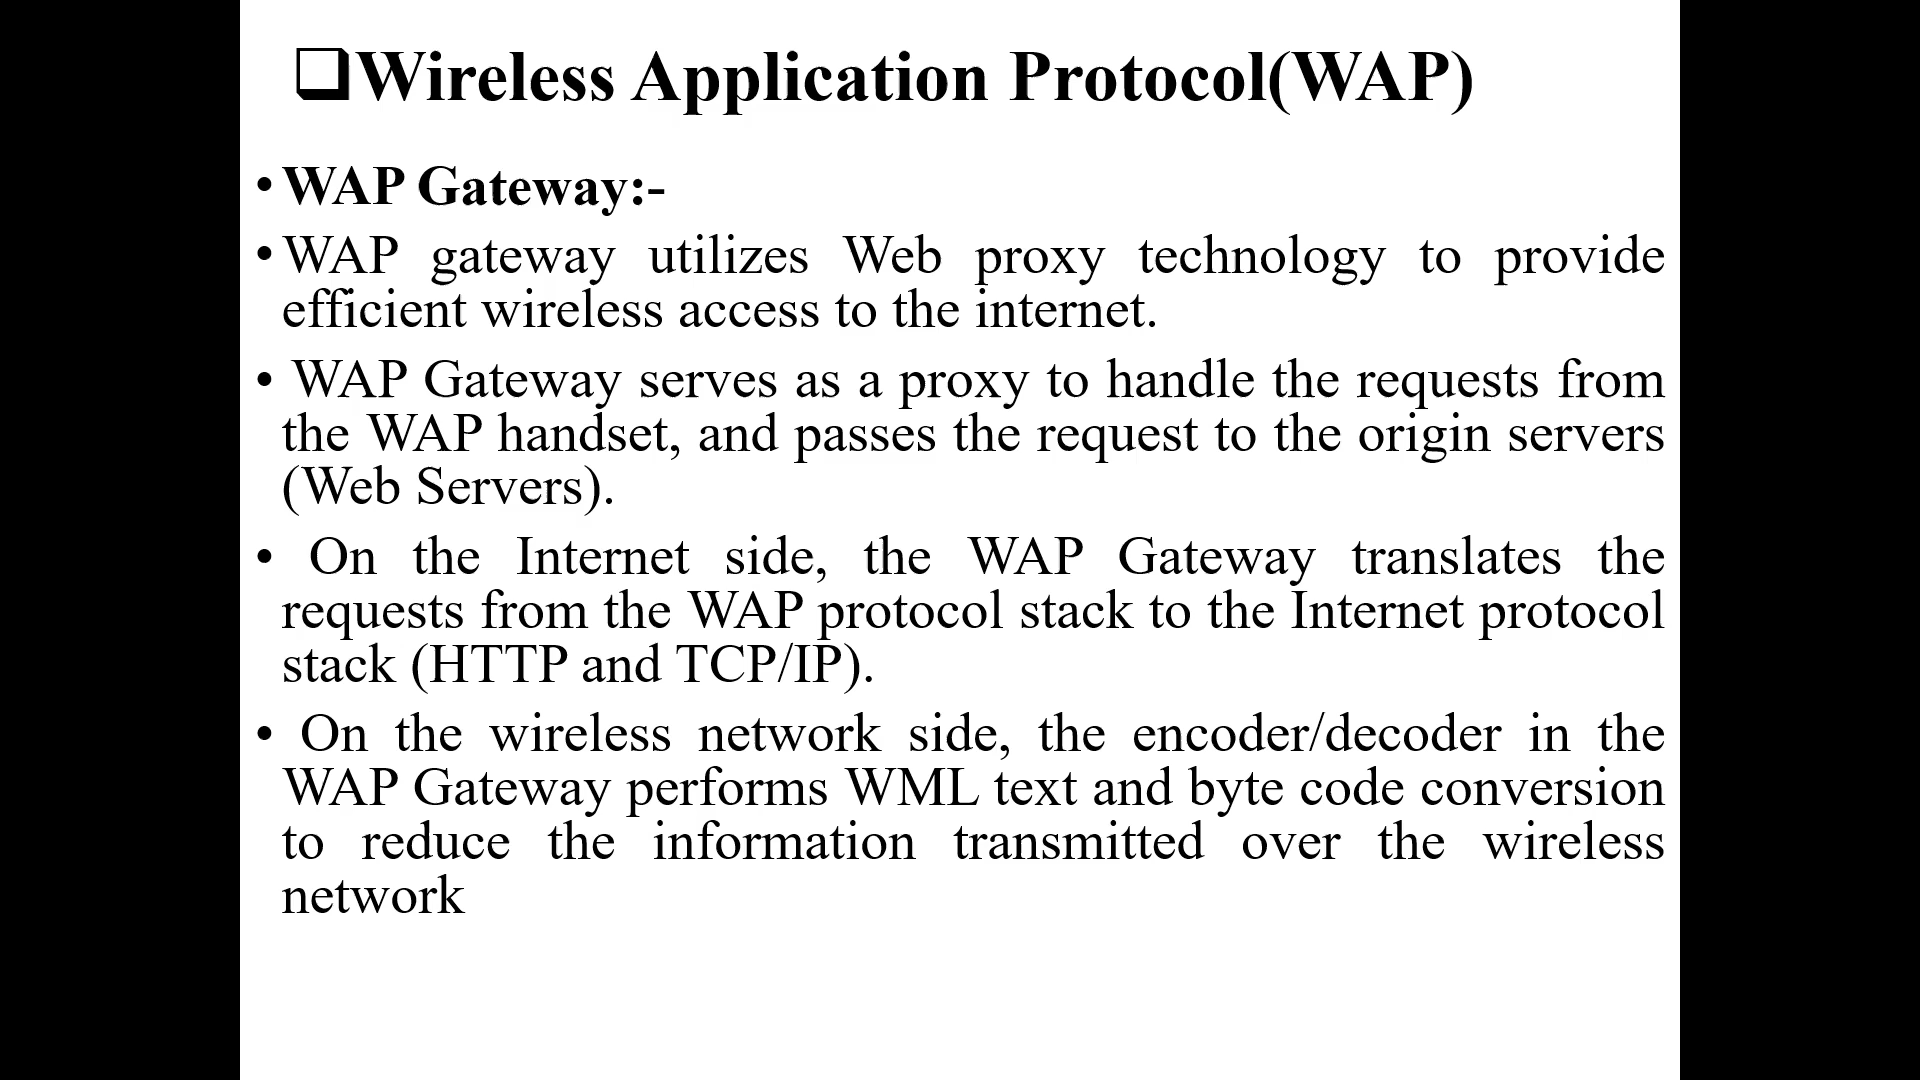 ❑Wireless Application Protocol(WAP)
• WAP Gateway:-
• WAP gateway utilizes Web proxy technology to provide
efficient wireless access to the internet.
• WAP Gateway serves as a proxy to handle the requests from
the WAP handset, and passes the request to the origin servers
(Web Servers).
• On the Internet side, the WAP Gateway translates the
requests from the WAP protocol stack to the Internet protocol
stack (HTTP and TCP/IP).
• On the wireless network side, the encoder/decoder in the
WAP Gateway performs WML text and byte code conversion
to reduce the information transmitted over the wireless
network